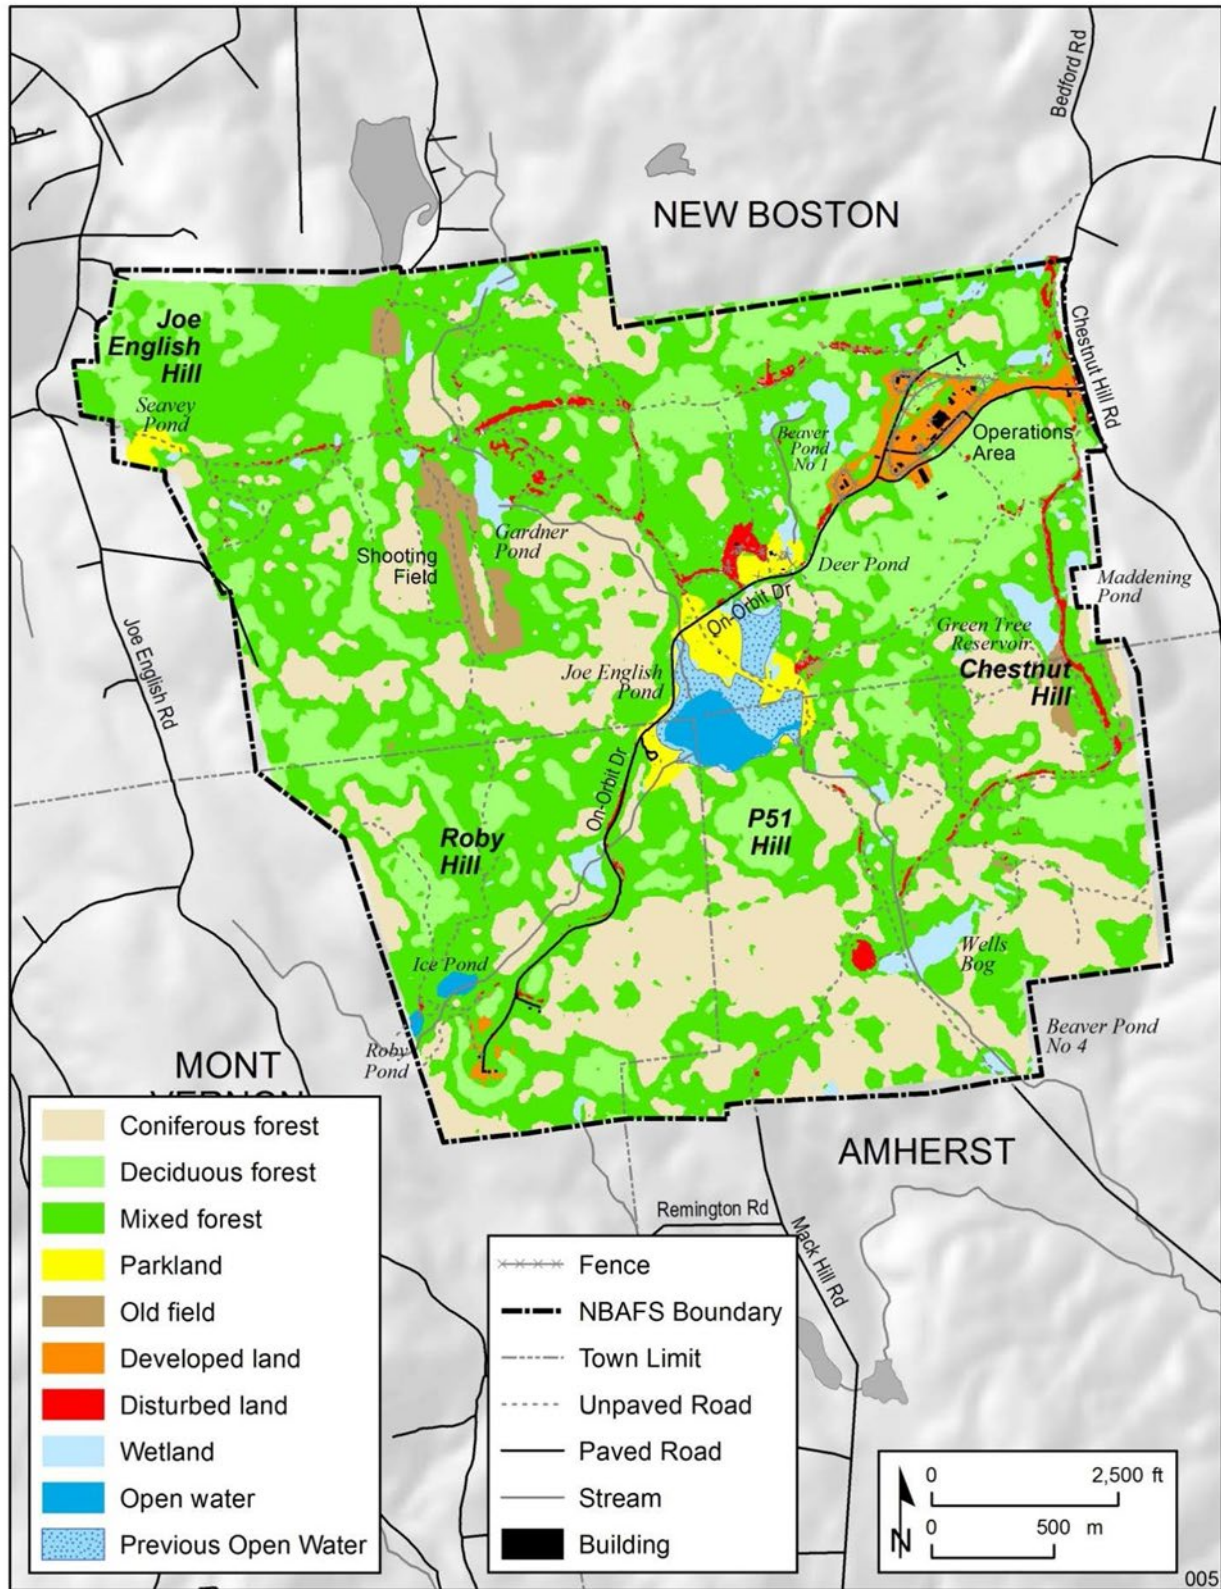 Bedford Rd
NEW BOSTON
Joe
English
Hill
Seavey
Pond
Chestnut Hill Rd
Beaver
Pond
No 1
Operations
Area
Gardner
Pond
Shooting
Field
Deer Pond
Maddening
Pond
On-Orbit Dr
Green Tree
Reservoir
Chestnut
Hill
Joe English
Pond
Joe English Rd
On-Orbit Dr
Roby
Hill
P51
Hill
Ice Pond
Wells
Bog
Roby
Pond
Beaver Pond
No 4
MONT
VERNON
AMHERST
Remington Rd
Mack Hill Rd
Coniferous forest
Deciduous forest
Mixed forest
Parkland
Old field
Developed land
Disturbed land
Wetland
Open water
Previous Open Water
Fence
NBAFS Boundary
Town Limit
Unpaved Road
Paved Road
Stream
Building
N
0 2,500 ft
0 500 m
005